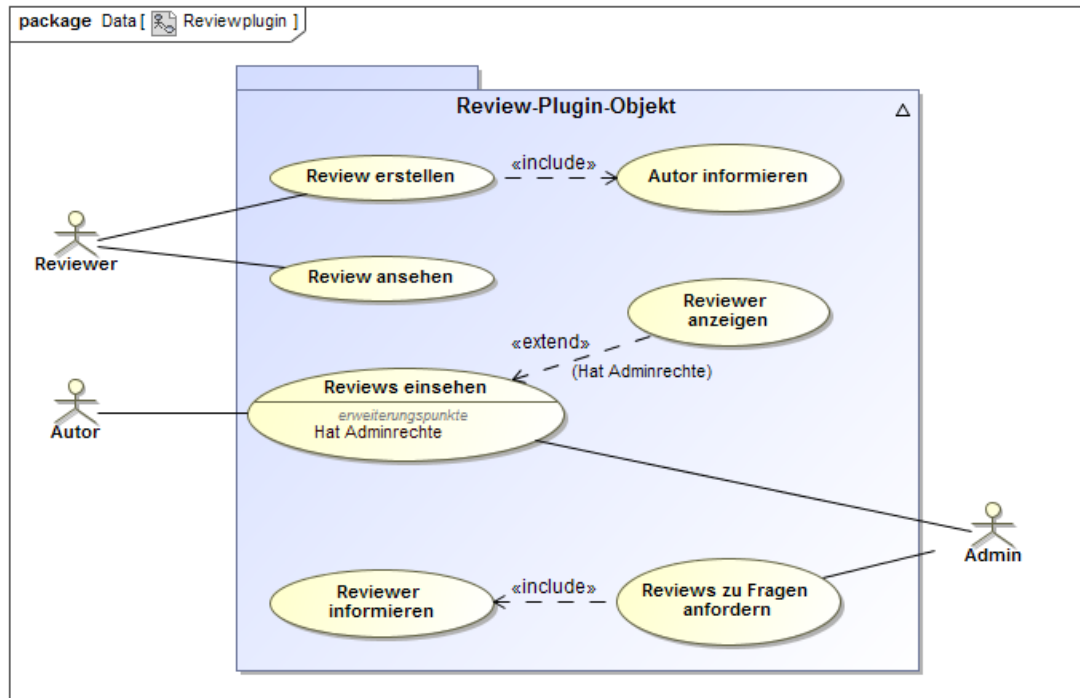 package Data [ Reviewplugin ]
Review-Plugin-Objekt
Review erstellen
«include»
Autor informieren
Reviewer
Review ansehen
Reviewer
anzeigen
«extend»
(Hat Adminrechte)
Reviews einsehen
erweiterungspunkte
Hat Adminrechte
Autor
Admin
Reviewer
informieren
«include»
Reviews zu Fragen
anfordern